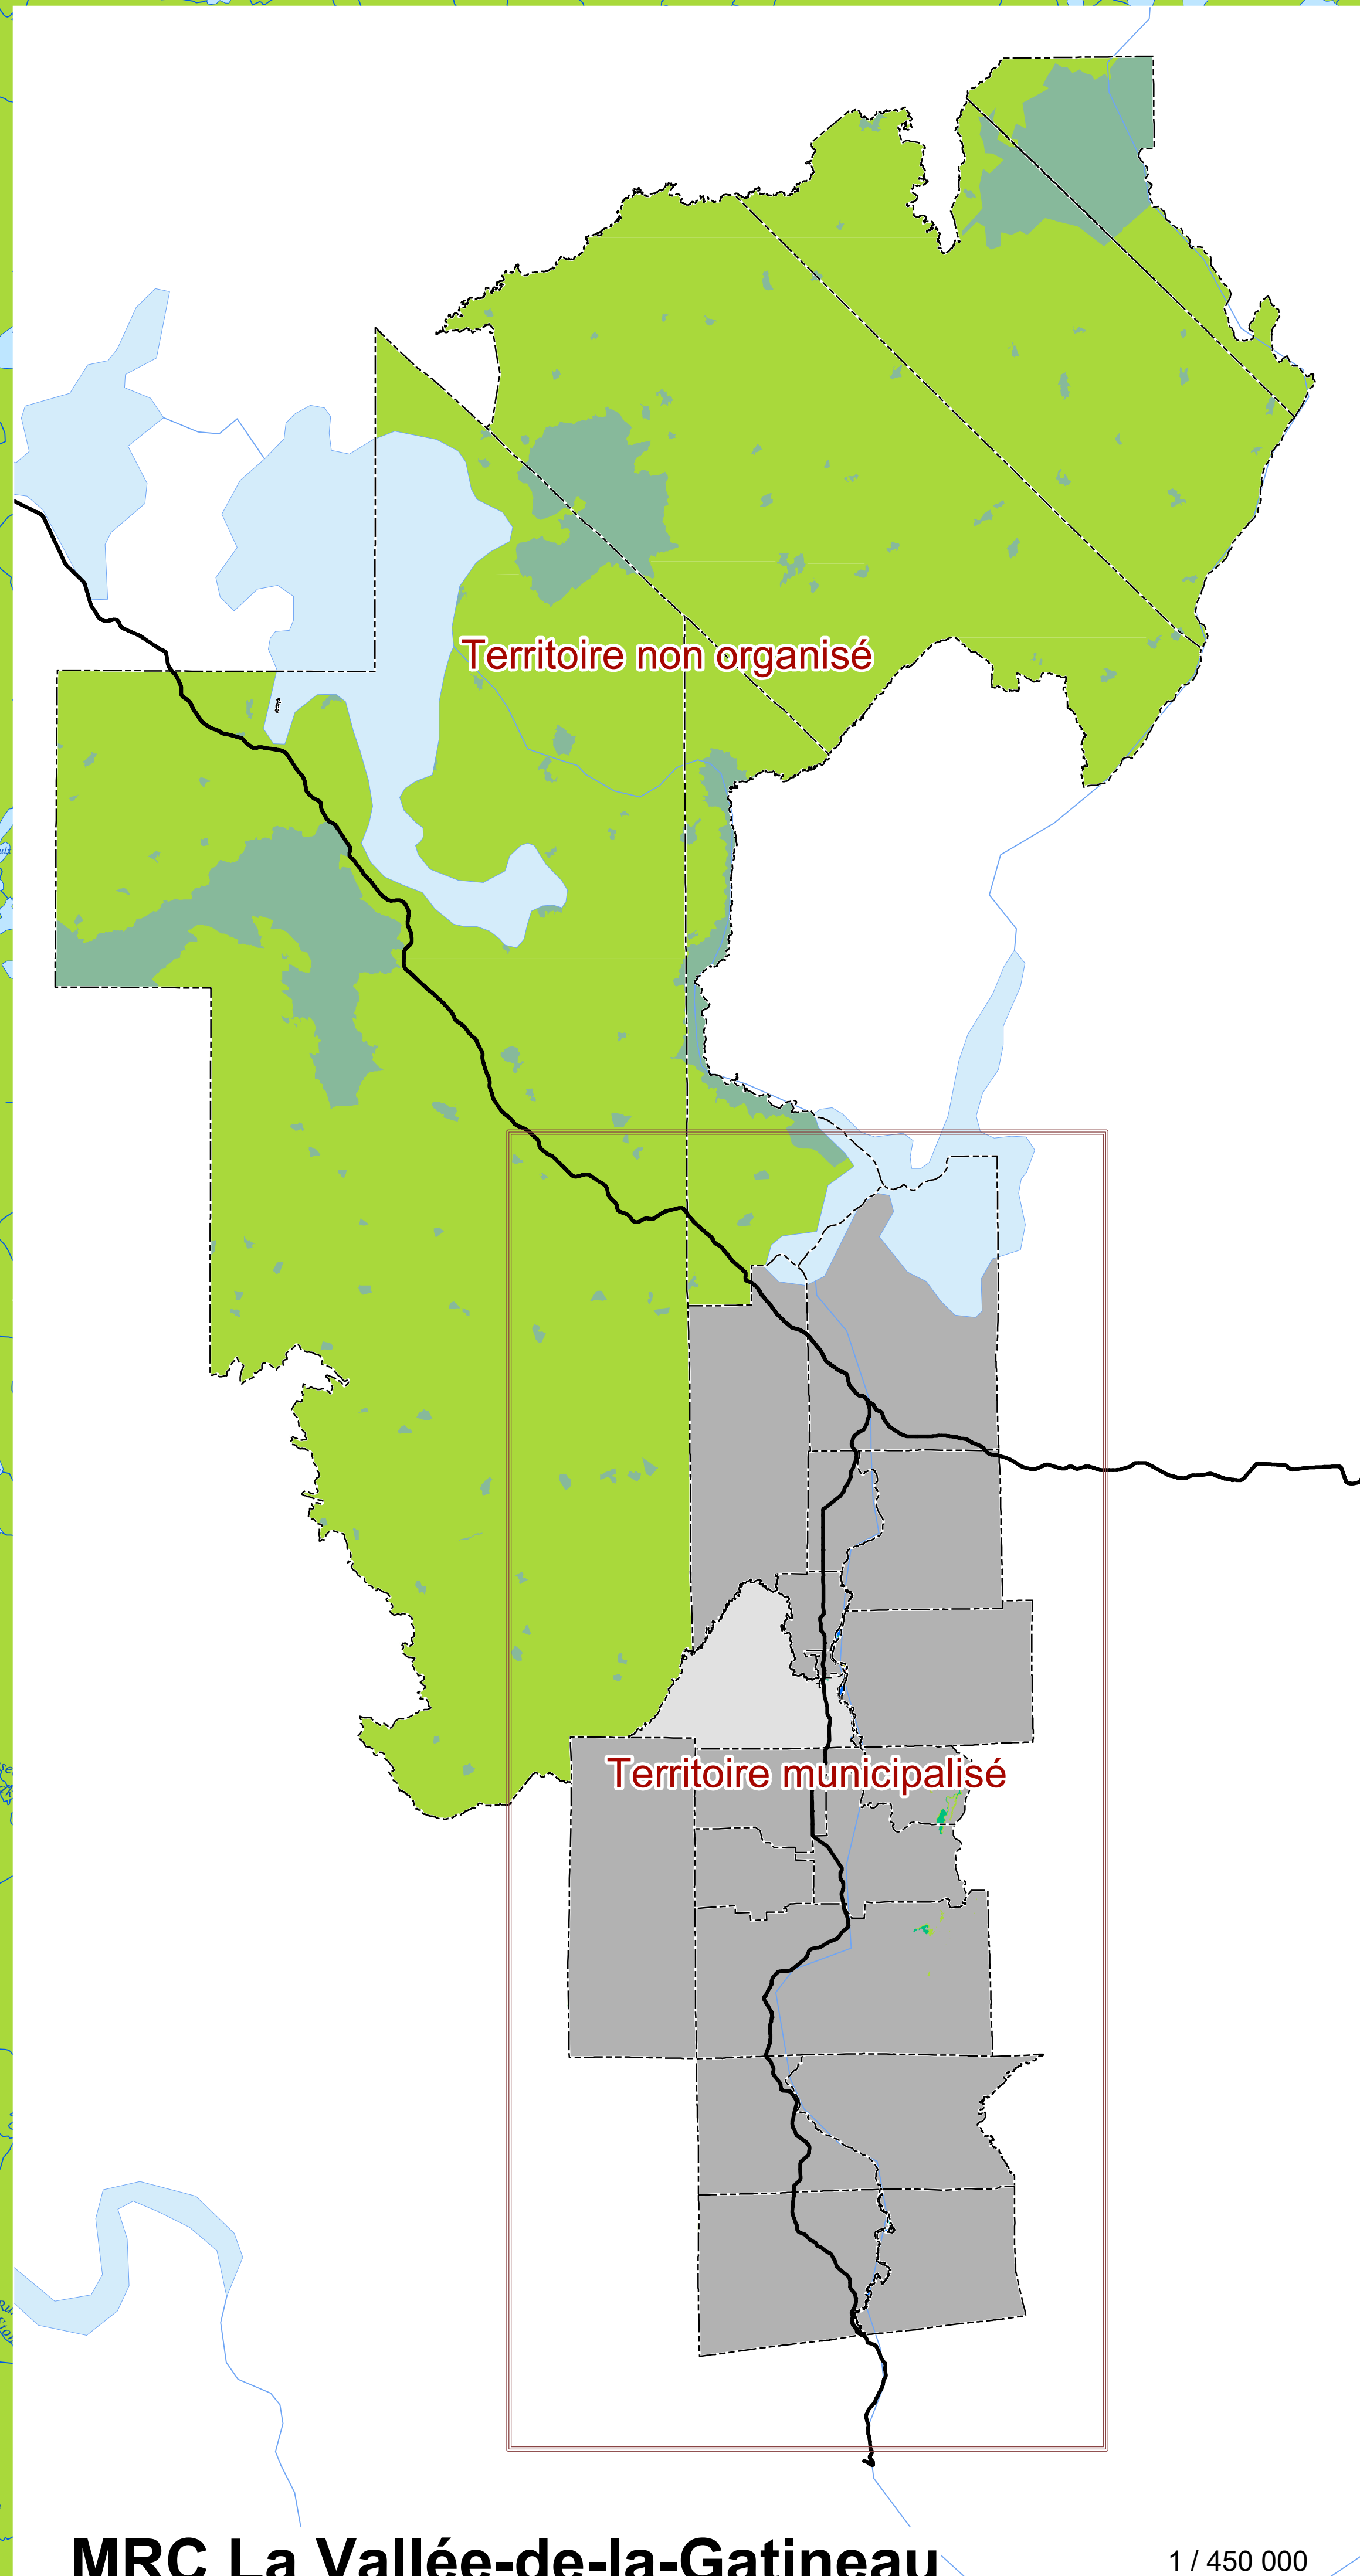 Territoire non organisé
Territoire municipalisé
MRC La Vallée-de-la-Gatineau
1 / 450 000